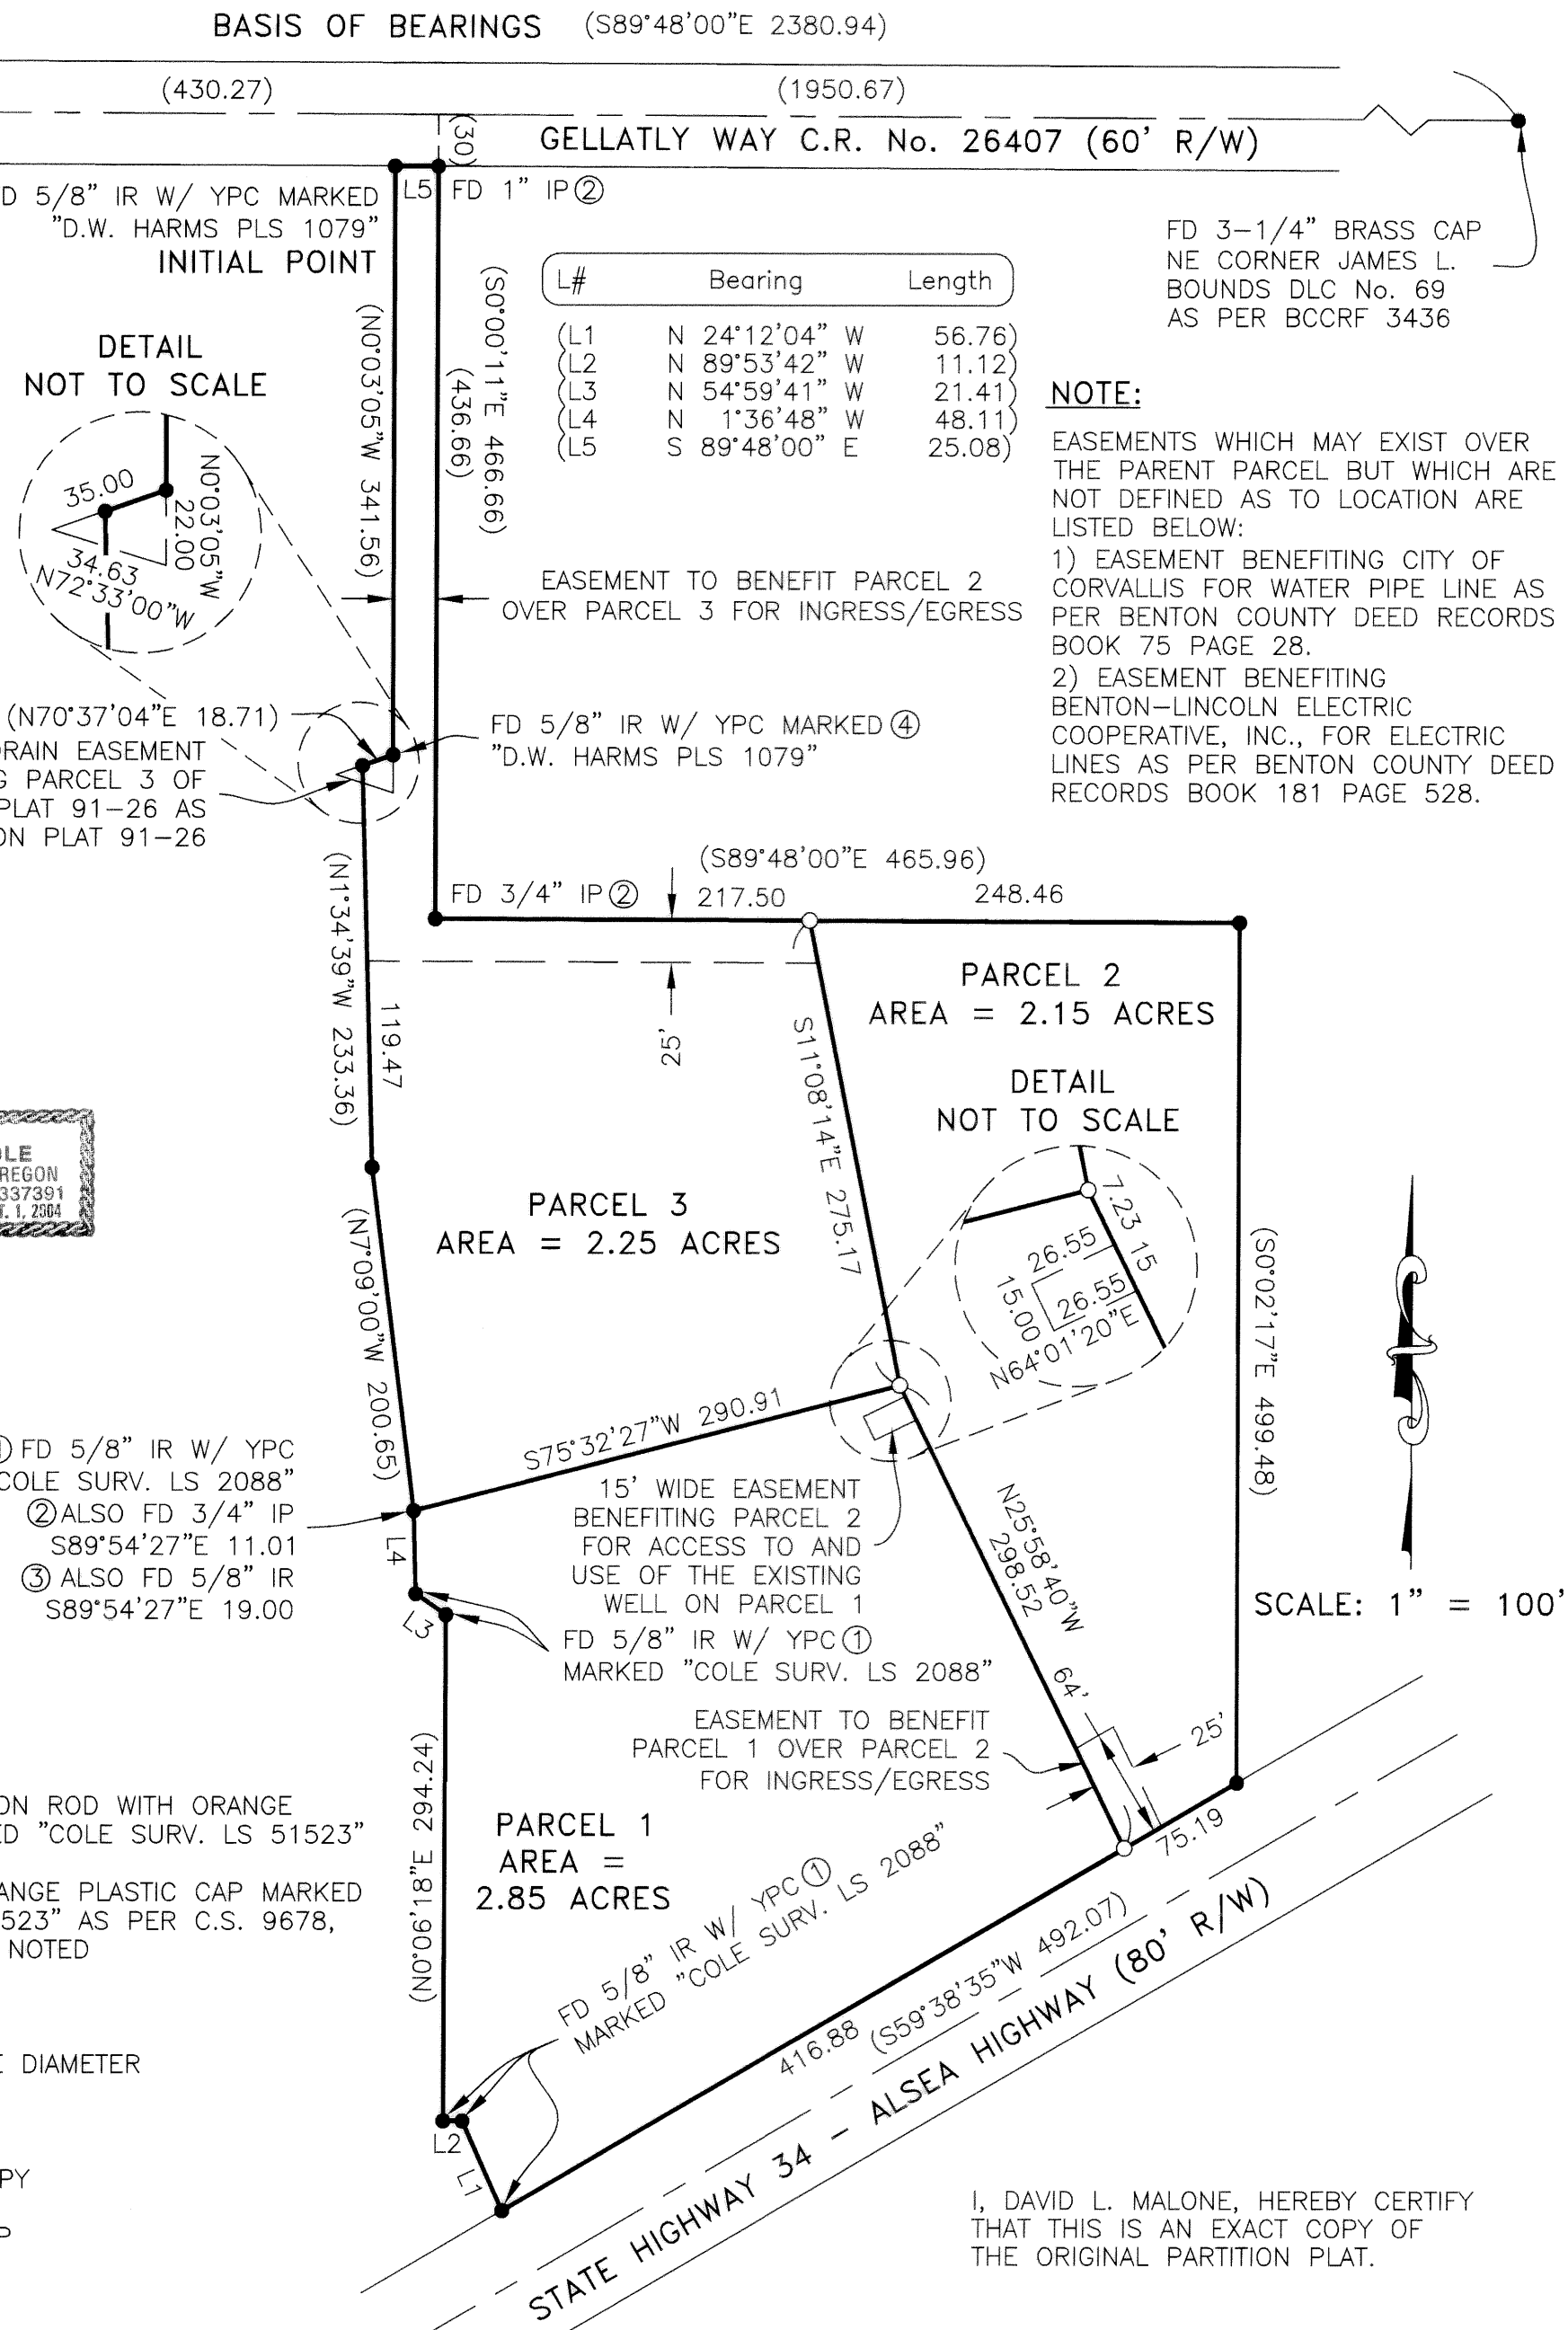 BASIS OF BEARINGS (S89°48'00"E 2380.94)
(430.27)
(1950.67)
(30)
GELLATLY WAY C.R. No. 26407 (60' R/W)
D 5/8" IR W/ YPC MARKED
"D.W. HARMS PLS 1079"
INITIAL POINT
L5
FD 1" IP②
FD 3-1/4" BRASS CAP
NE CORNER JAMES L.
BOUNDS DLC No. 69
AS PER BCCRF 3436
L# Bearing Length
(L1 N 24°12'04" W 56.76)
(L2 N 89°53'42" W 11.12)
(L3 N 54°59'41" W 21.41)
(L4 N 1°36'48" W 48.11)
(L5 S 89°48'00" E 25.08)
(N0°03'05"W 341.56)
(S0°00'11"E 466.66)
(436.66)
DETAIL
NOT TO SCALE
35.00
N0°03'05"W
22.00
34.63
N72°33'00"W
NOTE:
EASEMENTS WHICH MAY EXIST OVER
THE PARENT PARCEL BUT WHICH ARE
NOT DEFINED AS TO LOCATION ARE
LISTED BELOW:
1) EASEMENT BENEFITING CITY OF
CORVALLIS FOR WATER PIPE LINE AS
PER BENTON COUNTY DEED RECORDS
BOOK 75 PAGE 28.
2) EASEMENT BENEFITING
BENTON-LINCOLN ELECTRIC
COOPERATIVE, INC., FOR ELECTRIC
LINES AS PER BENTON COUNTY DEED
RECORDS BOOK 181 PAGE 528.
EASEMENT TO BENEFIT PARCEL 2
OVER PARCEL 3 FOR INGRESS/EGRESS
(N70°37'04"E 18.71)
DRAIN EASEMENT
G PARCEL 3 OF
PLAT 91-26 AS
ON PLAT 91-26
FD 5/8" IR W/ YPC MARKED④
"D.W. HARMS PLS 1079"
(S89°48'00"E 465.96)
FD 3/4" IP②
217.50
248.46
(N1°34'39"W 233.36)
119.47
25'
PARCEL 2
AREA = 2.15 ACRES
S11°08'14"E 275.17
DETAIL
NOT TO SCALE
7.23
15
26.55
26.55
15.00
N64°01'20"E
OLE
REGON
337391
T. 1, 2004
PARCEL 3
AREA = 2.25 ACRES
(N7°09'00"W 200.65)
(S0°02'17"E 499.48)
S75°32'27"W 290.91
① FD 5/8" IR W/ YPC
COLE SURV. LS 2088"
② ALSO FD 3/4" IP
S89°54'27"E 11.01
③ ALSO FD 5/8" IR
S89°54'27"E 19.00
L4
L3
15' WIDE EASEMENT
BENEFITING PARCEL 2
FOR ACCESS TO AND
USE OF THE EXISTING
WELL ON PARCEL 1
N25°58'40"W
298.52
SCALE: 1" = 100'
FD 5/8" IR W/ YPC①
MARKED "COLE SURV. LS 2088"
64'
25'
EASEMENT TO BENEFIT
PARCEL 1 OVER PARCEL 2
FOR INGRESS/EGRESS
(N0°06'18"E 294.24)
ON ROD WITH ORANGE
ED "COLE SURV. LS 51523"
ANGE PLASTIC CAP MARKED
523" AS PER C.S. 9678,
NOTED
PARCEL 1
AREA =
2.85 ACRES
75.19
FD 5/8" IR W/ YPC①
MARKED "COLE SURV. LS 2088"
416.88
(S59°38'35"W 492.07)
STATE HIGHWAY 34 - ALSEA HIGHWAY (80' R/W)
E DIAMETER
L2
L1
PY
P
I, DAVID L. MALONE, HEREBY CERTIFY
THAT THIS IS AN EXACT COPY OF
THE ORIGINAL PARTITION PLAT.